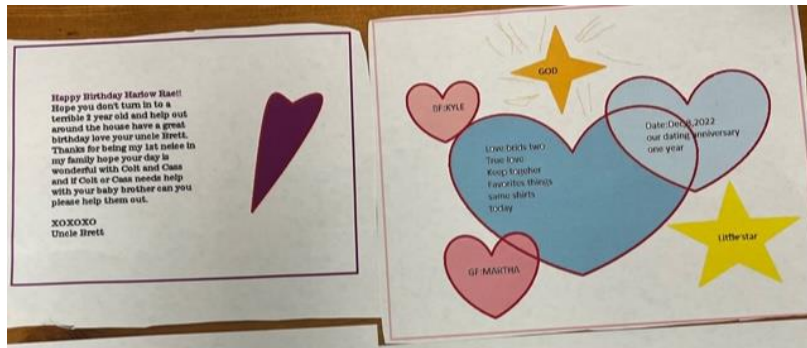 Happy Birthday Harlow Rae!!
Hope you don't turn in to a
terrible 2 year old and help out
around the house have a great
birthday love your uncle Brett.
Thanks for being my 1st neice in
my family hope your day is
wonderful with Colt and Cass
and if Colt or Cass needs help
with your baby brother can you
please help them out.
XOXOXO
Uncle Brett
GOD
BF:KYLE
Date:Dec,8,2022
our dating anniversary
one year
Love birds two
True love
Keep together
Favorites things
same shirts
Today
Little star
GF:MARTHA